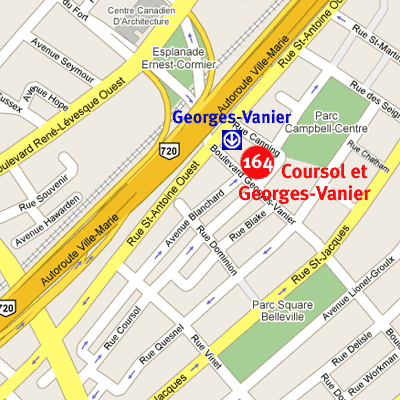 Centre Canadien
D'Architecture
du Fort
Esplanade
Ernest-Cormier
Avenue Seymour
Avenue Hope
Boulevard René-Lévesque Ouest
Autoroute Ville-Marie
Rue St-Antoine Ouest
Rue St-Martin
Rue des Seigneurs
Parc
Campbell-Centre
Rue Chatham
Georges-Vanier
Rue Canning
720
164
Coursol et
Georges-Vanier
Boulevard Georges-Vanier
Rue Souvenir
Avenue Hawarden
Autoroute Ville-Marie
Rue St-Antoine Ouest
Avenue Blanchard
Rue Blake
Rue Dominion
Rue St-Jacques
Avenue Lionel-Groulx
720
Rue Coursol
Parc Square
Belleville
Rue Quesnel
Rue Vinet
Rue Delisle
Rue Workman
Jacques